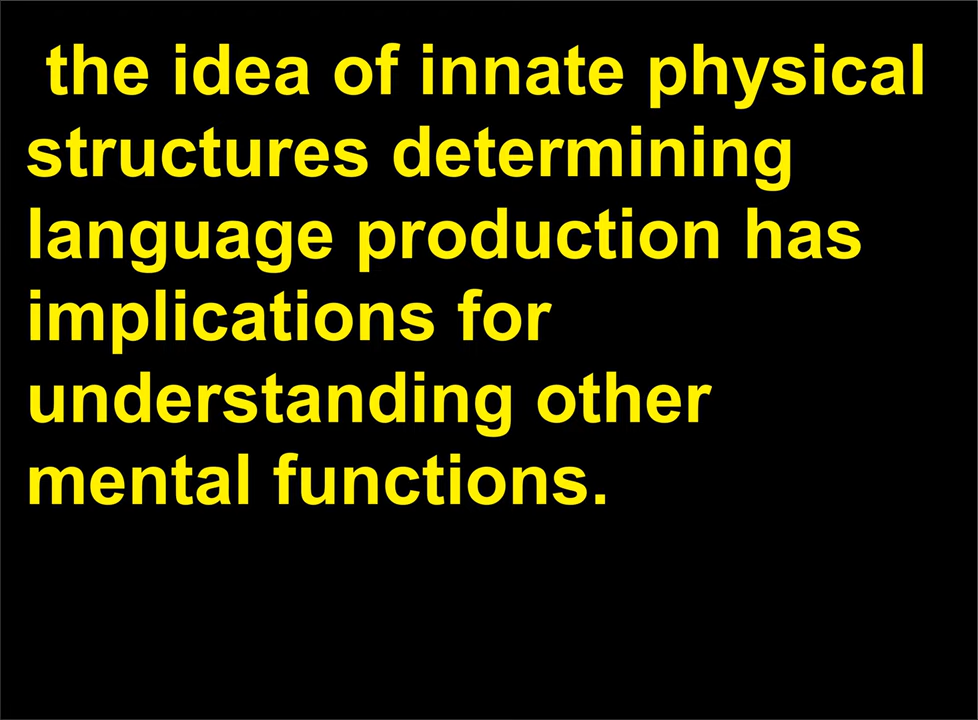 the idea of innate physical
structures determining
language production has
implications for
understanding other
mental functions.